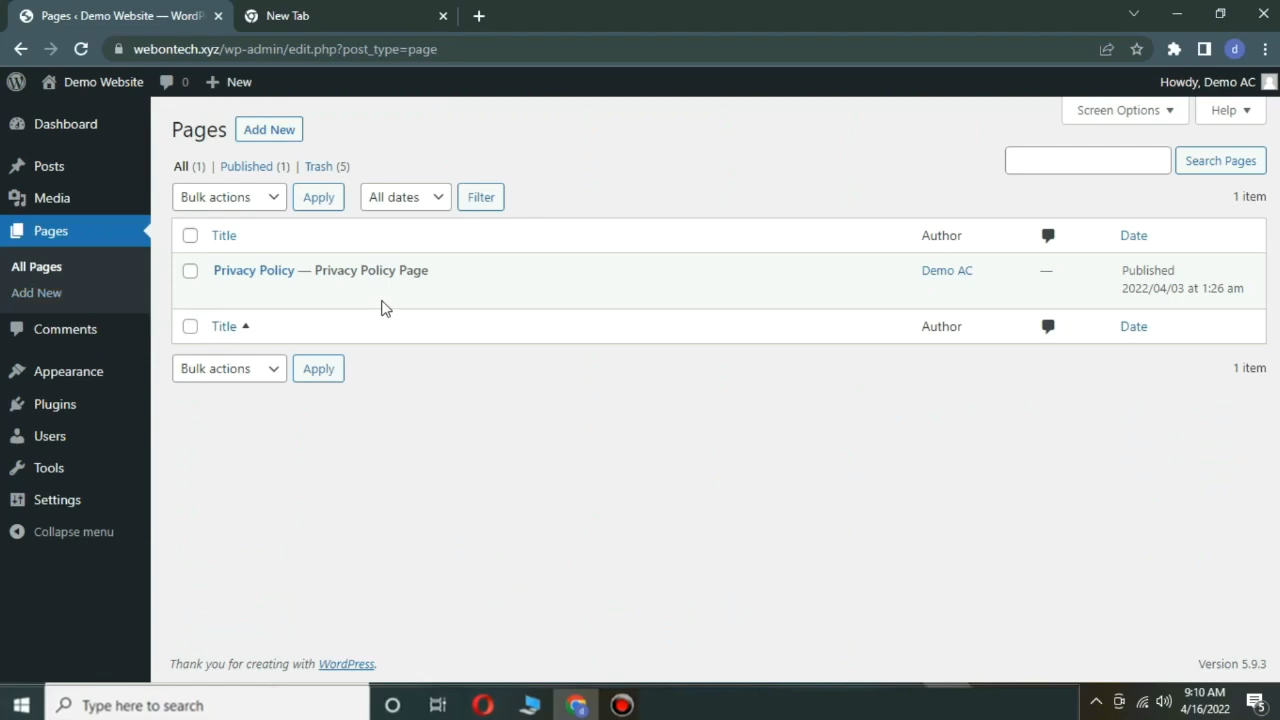 Pages ‹ Demo Website — WordP
New Tab
webontech.xyz/wp-admin/edit.php?post_type=page
d
Demo Website
0
New
Howdy, Demo AC
Dashboard
Posts
Media
Pages
All Pages
Add New
Comments
Appearance
Plugins
Users
Tools
Settings
Collapse menu
Screen Options
Help
Pages
Add New
All (1) | Published (1) | Trash (5)
Search Pages
Bulk actions
Apply
All dates
Filter
1 item
Title
Author
Date
Privacy Policy — Privacy Policy Page
Demo AC
—
Published
2022/04/03 at 1:26 am
Title
Author
Date
Bulk actions
Apply
1 item
Thank you for creating with WordPress.
Version 5.9.3
Type here to search
9:10 AM
4/16/2022
5